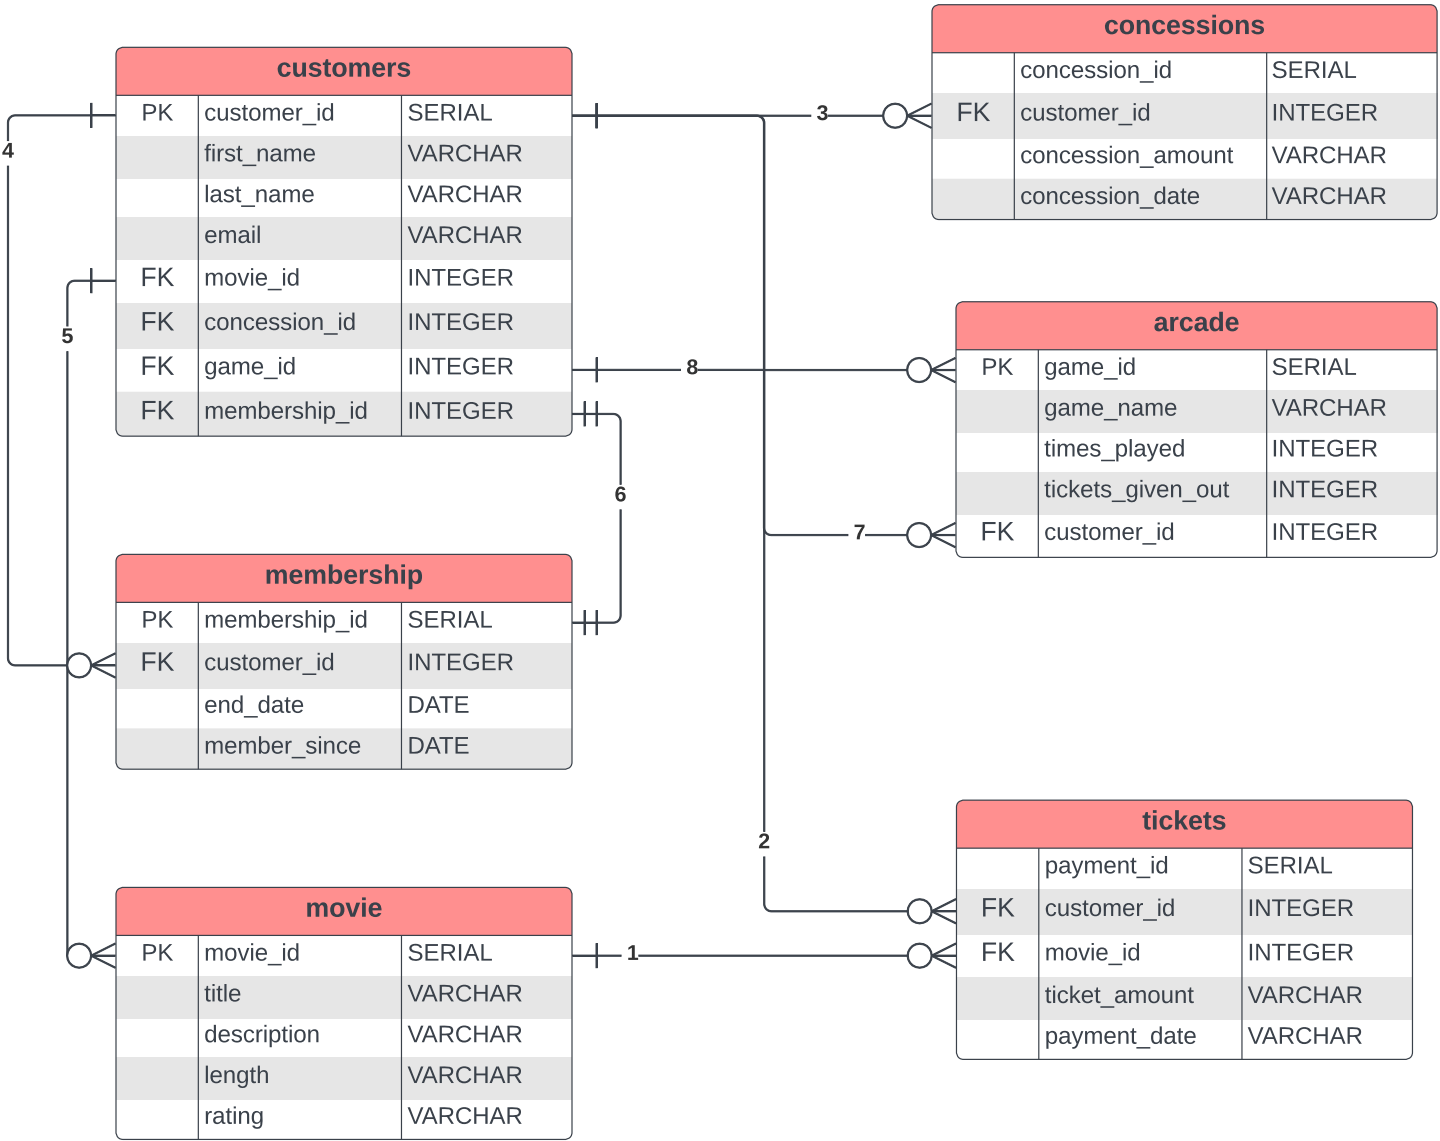 customers
PK customer_id SERIAL
first_name VARCHAR
last_name VARCHAR
email VARCHAR
FK movie_id INTEGER
FK concession_id INTEGER
FK game_id INTEGER
FK membership_id INTEGER
concessions
concession_id SERIAL
FK customer_id INTEGER
concession_amount VARCHAR
concession_date VARCHAR
arcade
PK game_id SERIAL
game_name VARCHAR
times_played INTEGER
tickets_given_out INTEGER
FK customer_id INTEGER
membership
PK membership_id SERIAL
FK customer_id INTEGER
end_date DATE
member_since DATE
tickets
payment_id SERIAL
FK customer_id INTEGER
FK movie_id INTEGER
ticket_amount VARCHAR
payment_date VARCHAR
movie
PK movie_id SERIAL
title VARCHAR
description VARCHAR
length VARCHAR
rating VARCHAR
3
4
5
8
6
7
2
1